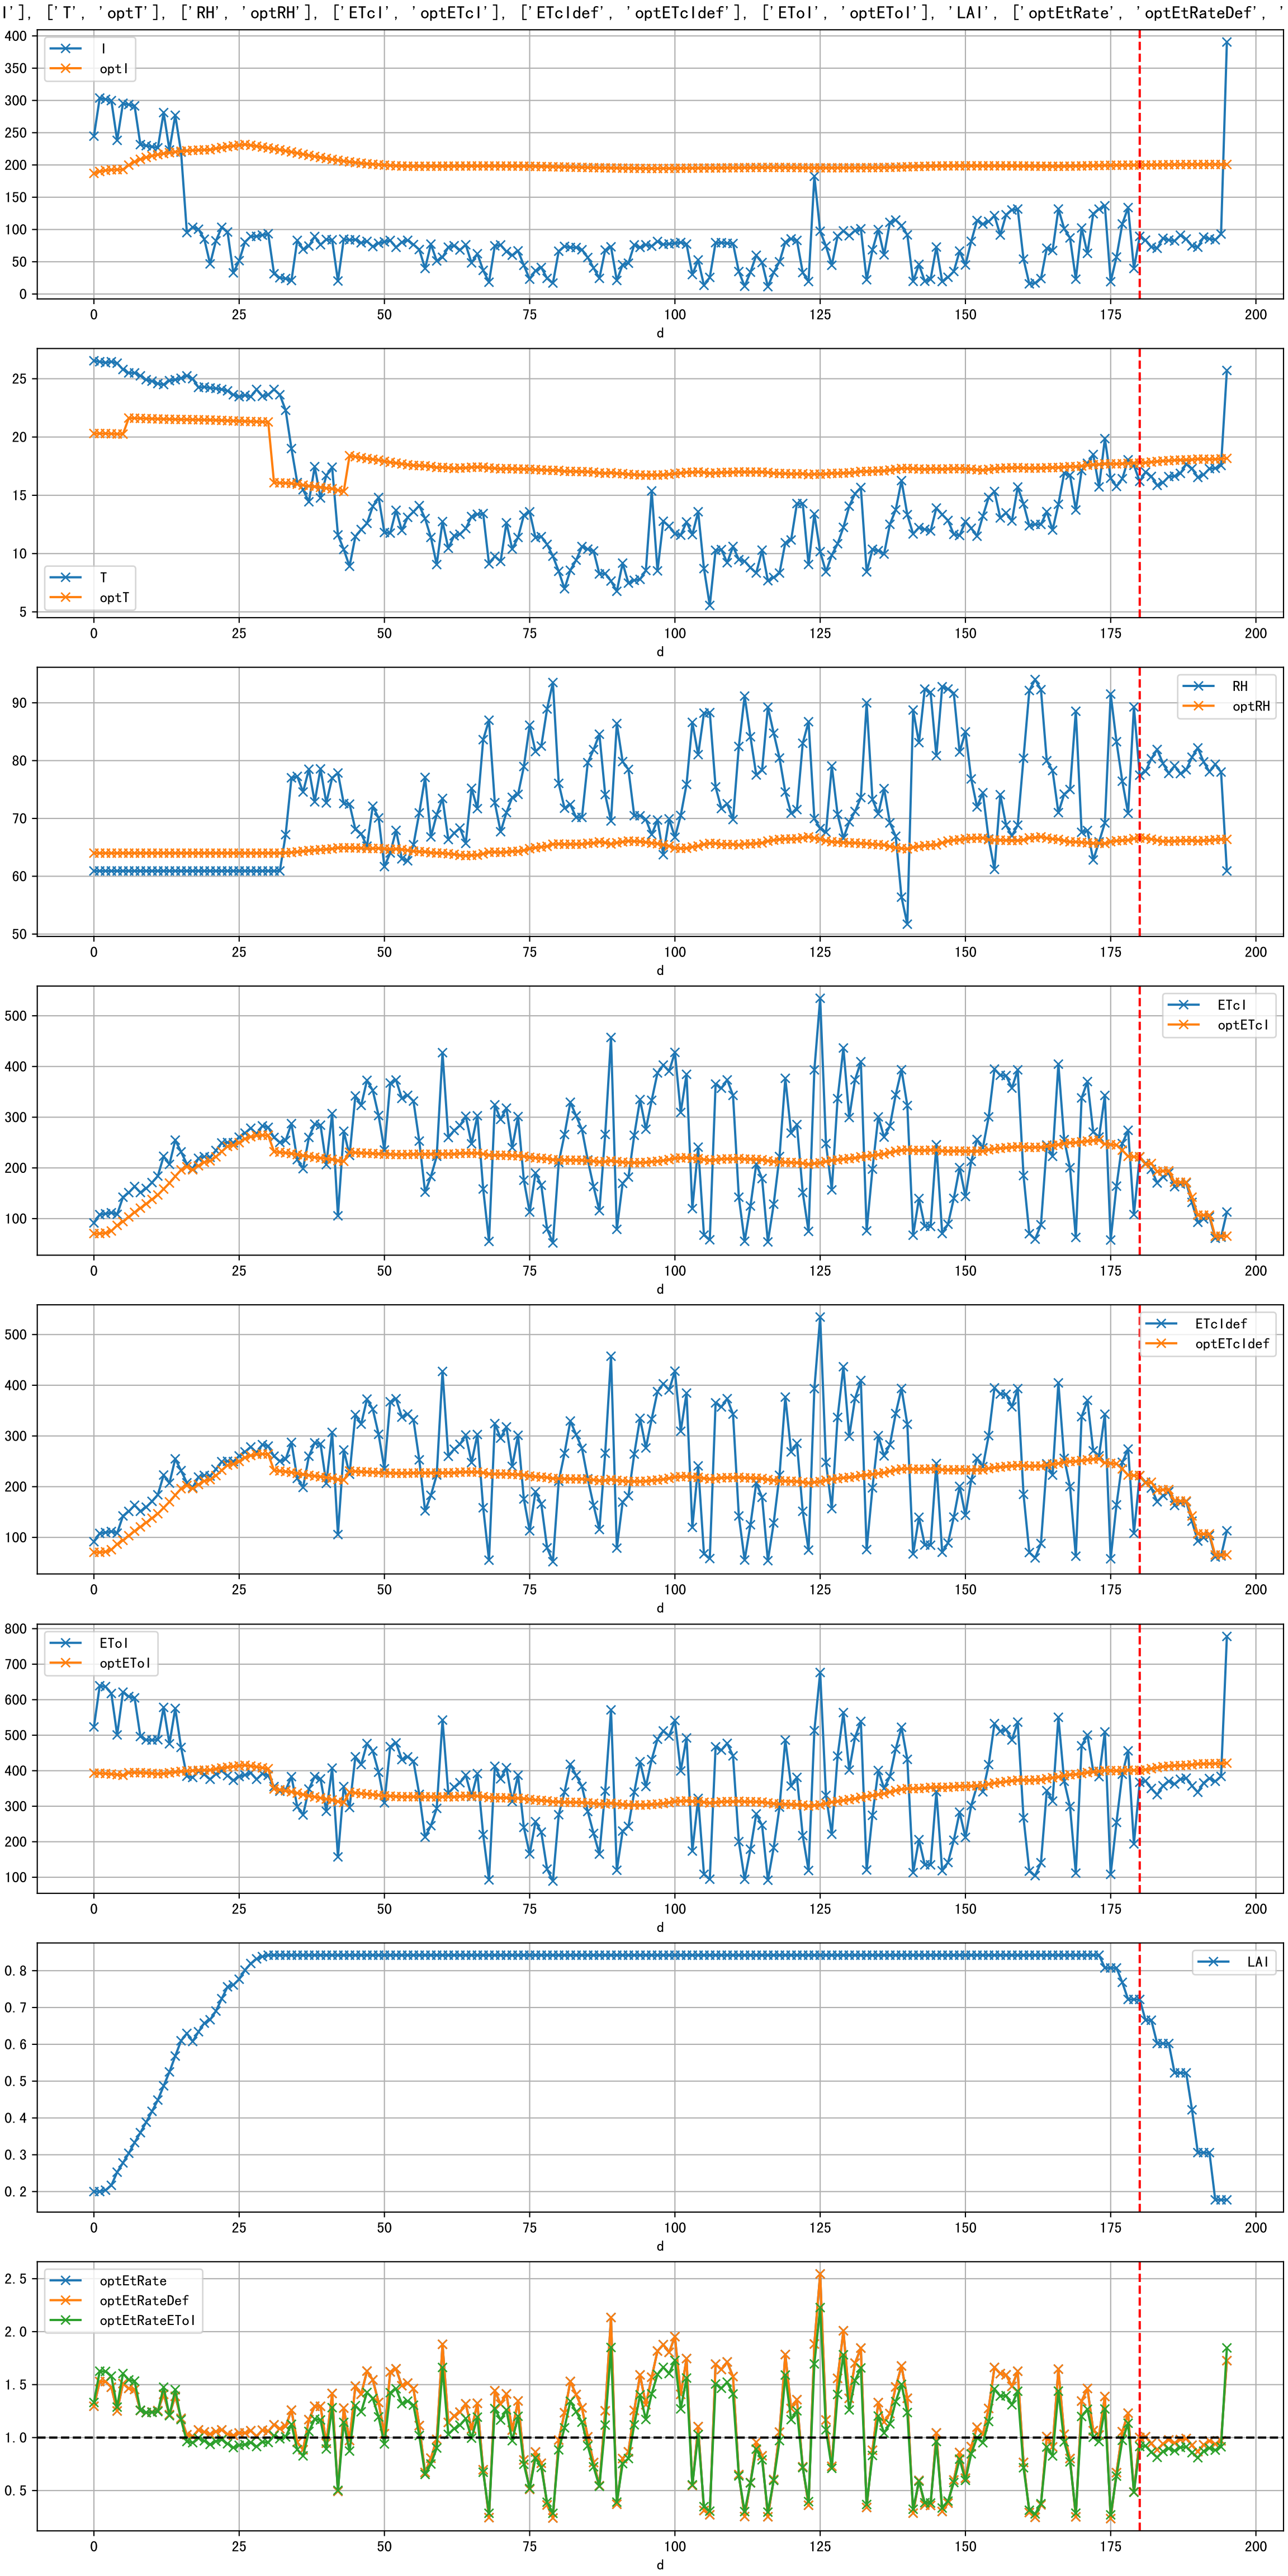 I'], ['T', 'optT'], ['RH', 'optRH'], ['ETcI', 'optETcI'], ['ETcIdef', 'optETcIdef'], ['EToI', 'optEToI'], 'LAI', ['optEtRate', 'optEtRateDef', '
I
optI
400
350
300
250
200
150
100
50
0
0 25 50 75 100 125 150 175 200
d
25
20
15
10
5
T
optT
0 25 50 75 100 125 150 175 200
d
RH
optRH
90
80
70
60
50
0 25 50 75 100 125 150 175 200
d
ETcI
optETcI
500
400
300
200
100
0 25 50 75 100 125 150 175 200
d
ETcIdef
optETcIdef
500
400
300
200
100
0 25 50 75 100 125 150 175 200
d
EToI
optEToI
800
700
600
500
400
300
200
100
0 25 50 75 100 125 150 175 200
d
LAI
0.8
0.7
0.6
0.5
0.4
0.3
0.2
0 25 50 75 100 125 150 175 200
d
optEtRate
optEtRateDef
optEtRateEToI
2.5
2.0
1.5
1.0
0.5
0 25 50 75 100 125 150 175 200
d